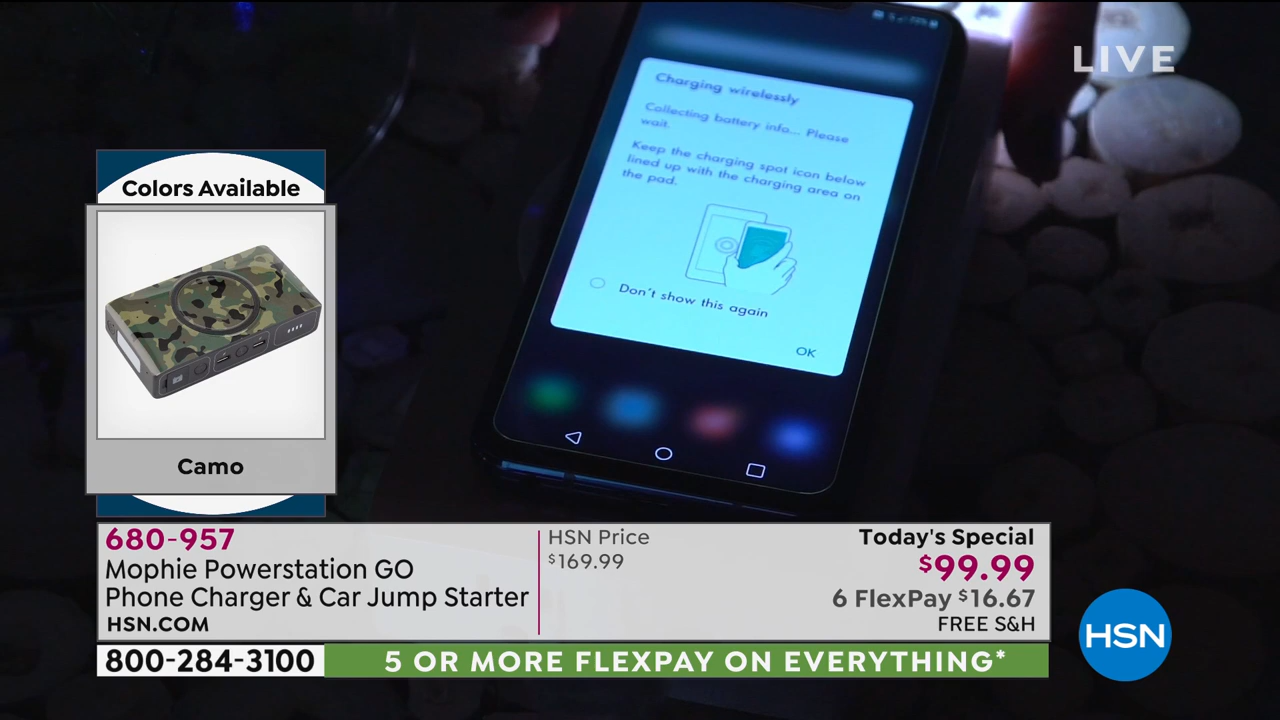 LIVE
Charging wirelessly
Collecting battery info... Please
wait.
Keep the charging spot icon below
lined up with the charging area on
the pad.
Don't show this again
OK
Colors Available
Camo
680-957
Mophie Powerstation GO
Phone Charger & Car Jump Starter
HSN.COM
HSN Price
$169.99
Today's Special
$99.99
6 FlexPay $16.67
FREE S&H
800-284-3100
5 OR MORE FLEXPAY ON EVERYTHING*
HSN